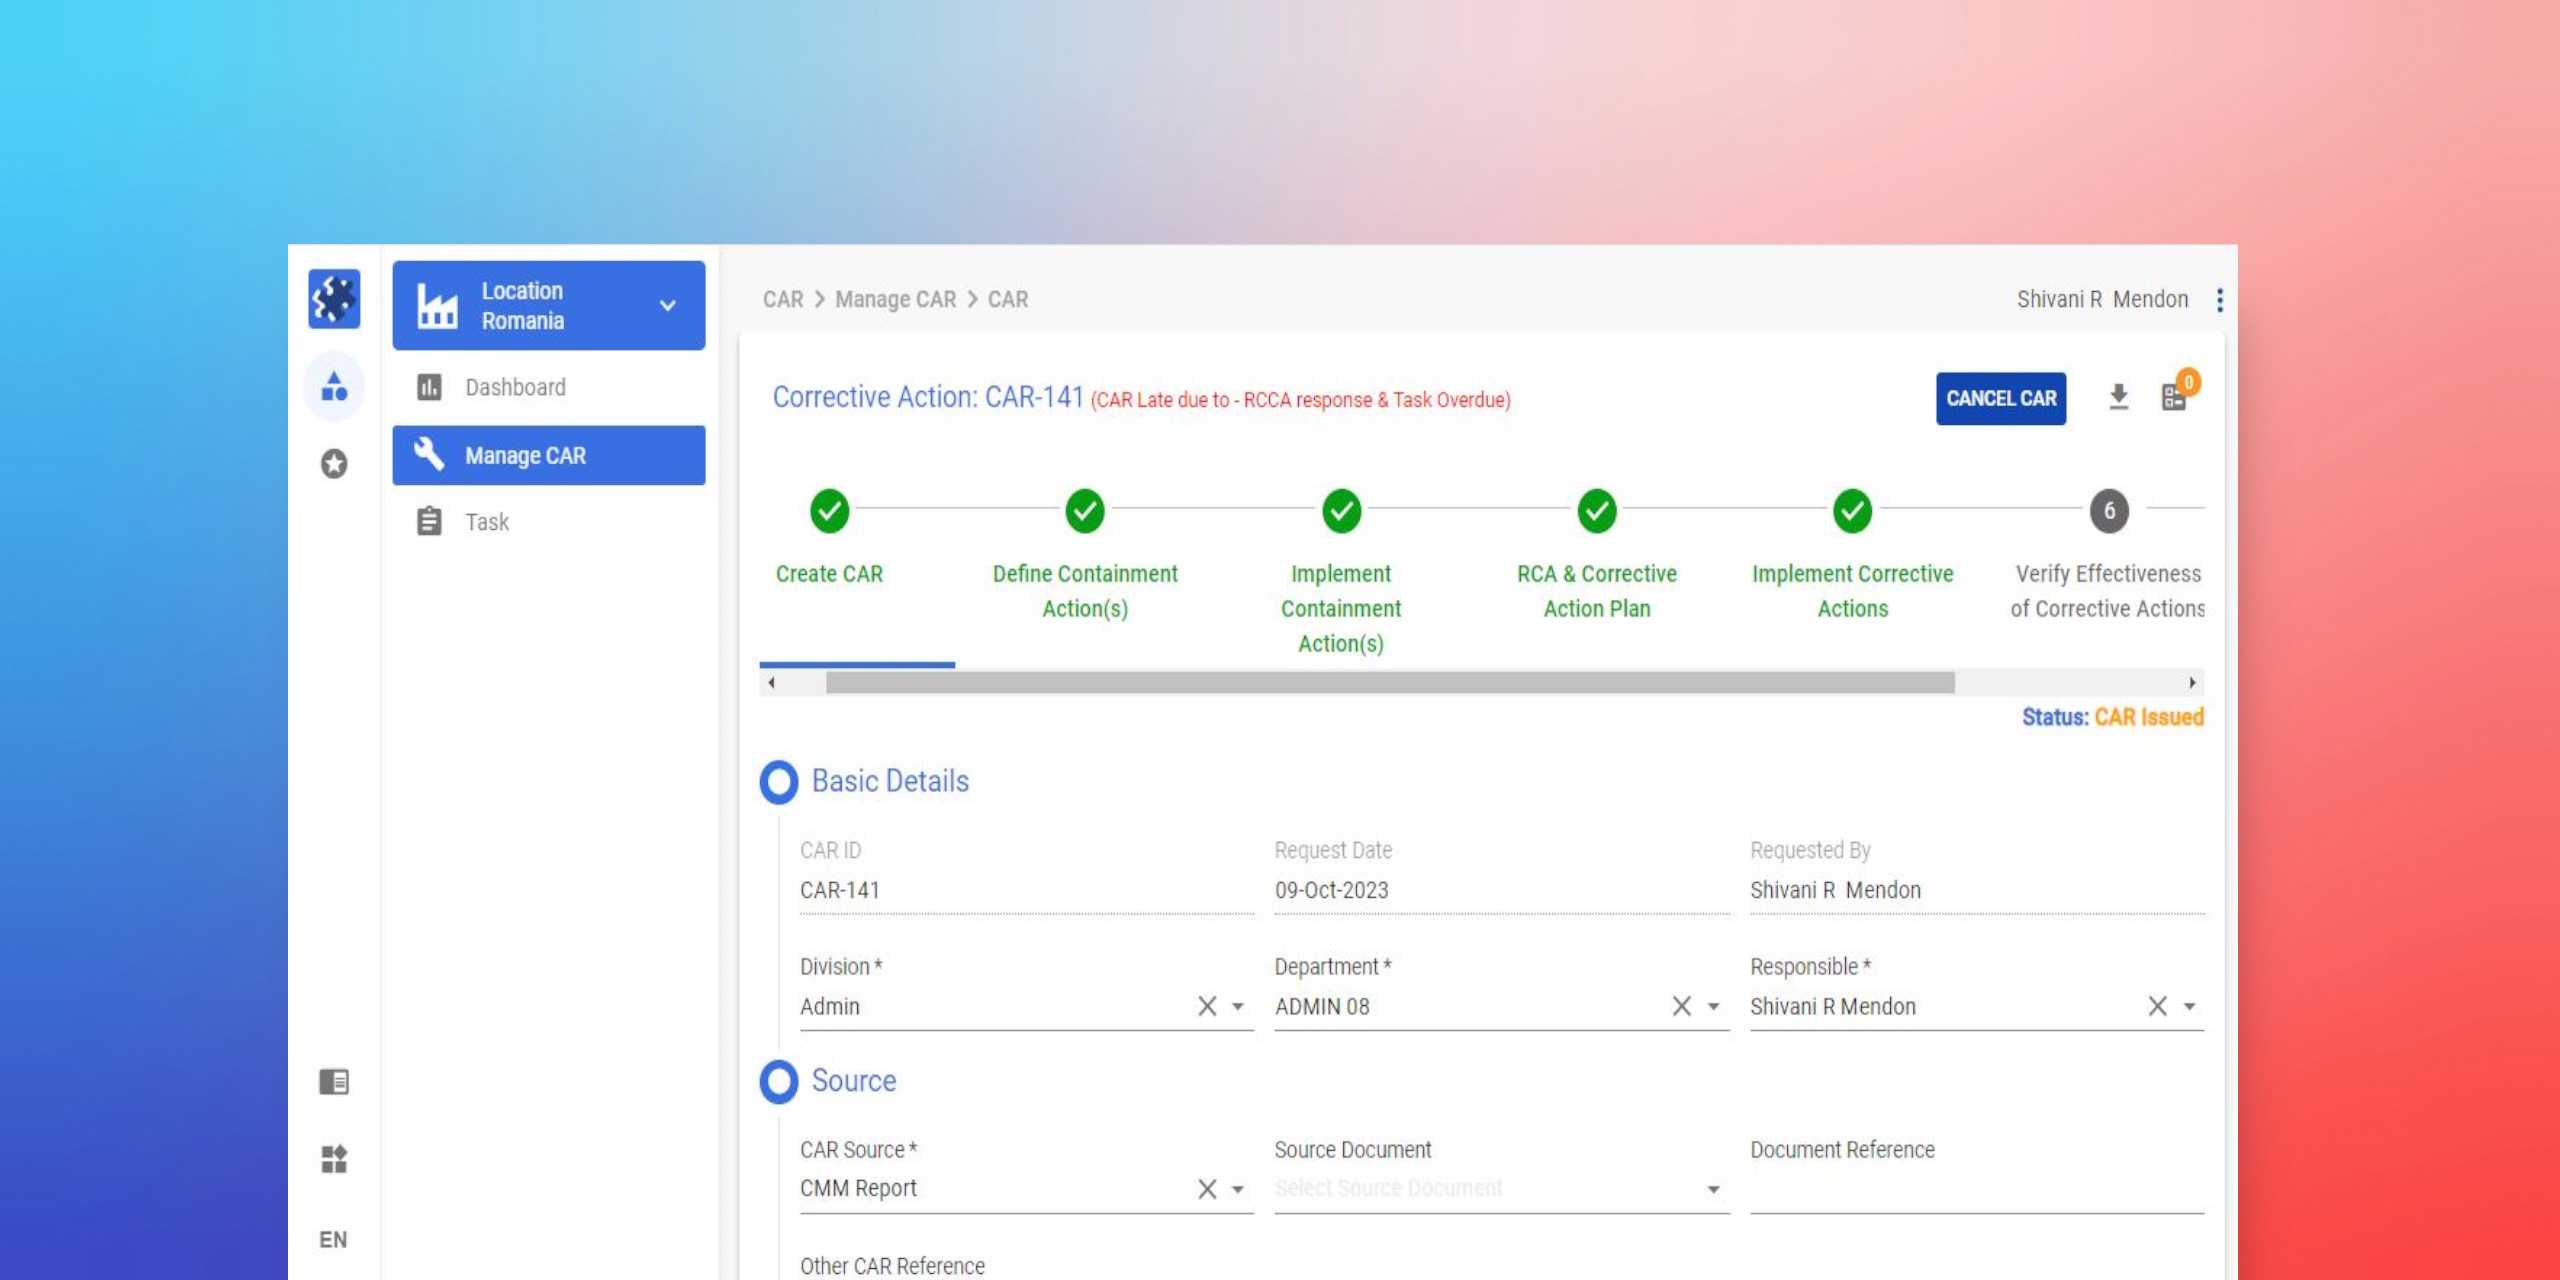 Location
Romania
Dashboard
Manage CAR
Task
EN
CAR > Manage CAR > CAR
Shivani R  Mendon
Corrective Action: CAR-141 (CAR Late due to - RCCA response & Task Overdue)
CANCEL CAR
0
6
Create CAR
Define Containment
Action(s)
Implement
Containment
Action(s)
RCA & Corrective
Action Plan
Implement Corrective
Actions
Verify Effectiveness
of Corrective Actions
Status: CAR Issued
Basic Details
CAR ID
CAR-141
Request Date
09-Oct-2023
Requested By
Shivani R  Mendon
Division *
Admin
Department *
ADMIN 08
Responsible *
Shivani R Mendon
Source
CAR Source *
CMM Report
Source Document
Select Source Document
Document Reference
Other CAR Reference